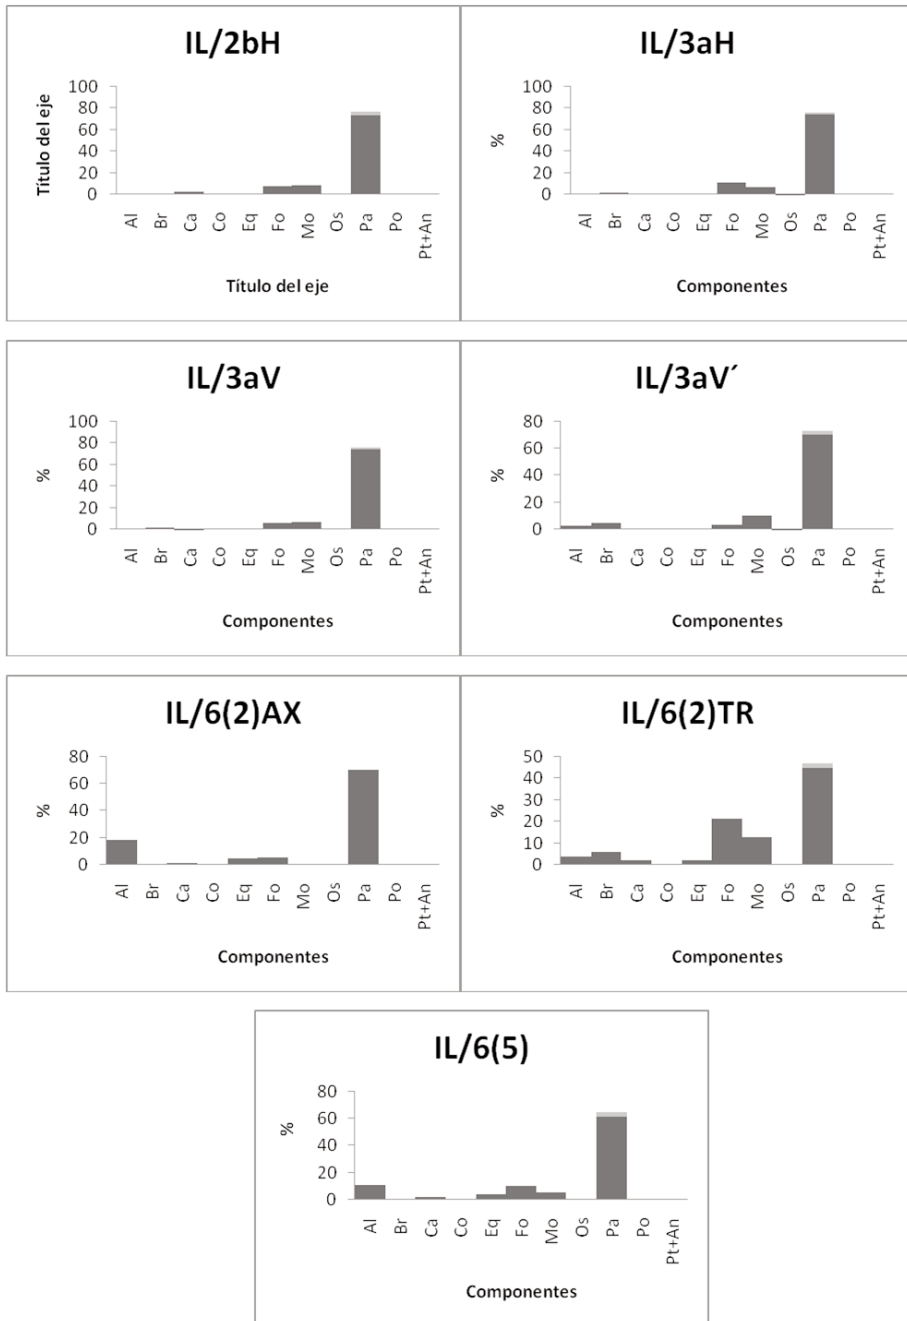 IL/2bH
Título del eje
100
80
60
40
20
0
Al Br Ca Co Eq Fo Mo Os Pa Po Pt+An
Título del eje
IL/3aH
%
100
80
60
40
20
0
Al Br Ca Co Eq Fo Mo Os Pa Po Pt+An
Componentes
IL/3aV
%
100
80
60
40
20
0
Al Br Ca Co Eq Fo Mo Os Pa Po Pt+An
Componentes
IL/3aV´
%
80
60
40
20
0
Al Br Ca Co Eq Fo Mo Os Pa Po Pt+An
Componentes
IL/6(2)AX
%
80
60
40
20
0
Al Br Ca Co Eq Fo Mo Os Pa Po Pt+An
Componentes
IL/6(2)TR
%
50
40
30
20
10
0
Al Br Ca Co Eq Fo Mo Os Pa Po Pt+An
Componentes
IL/6(5)
%
80
60
40
20
0
Al Br Ca Co Eq Fo Mo Os Pa Po Pt+An
Componentes